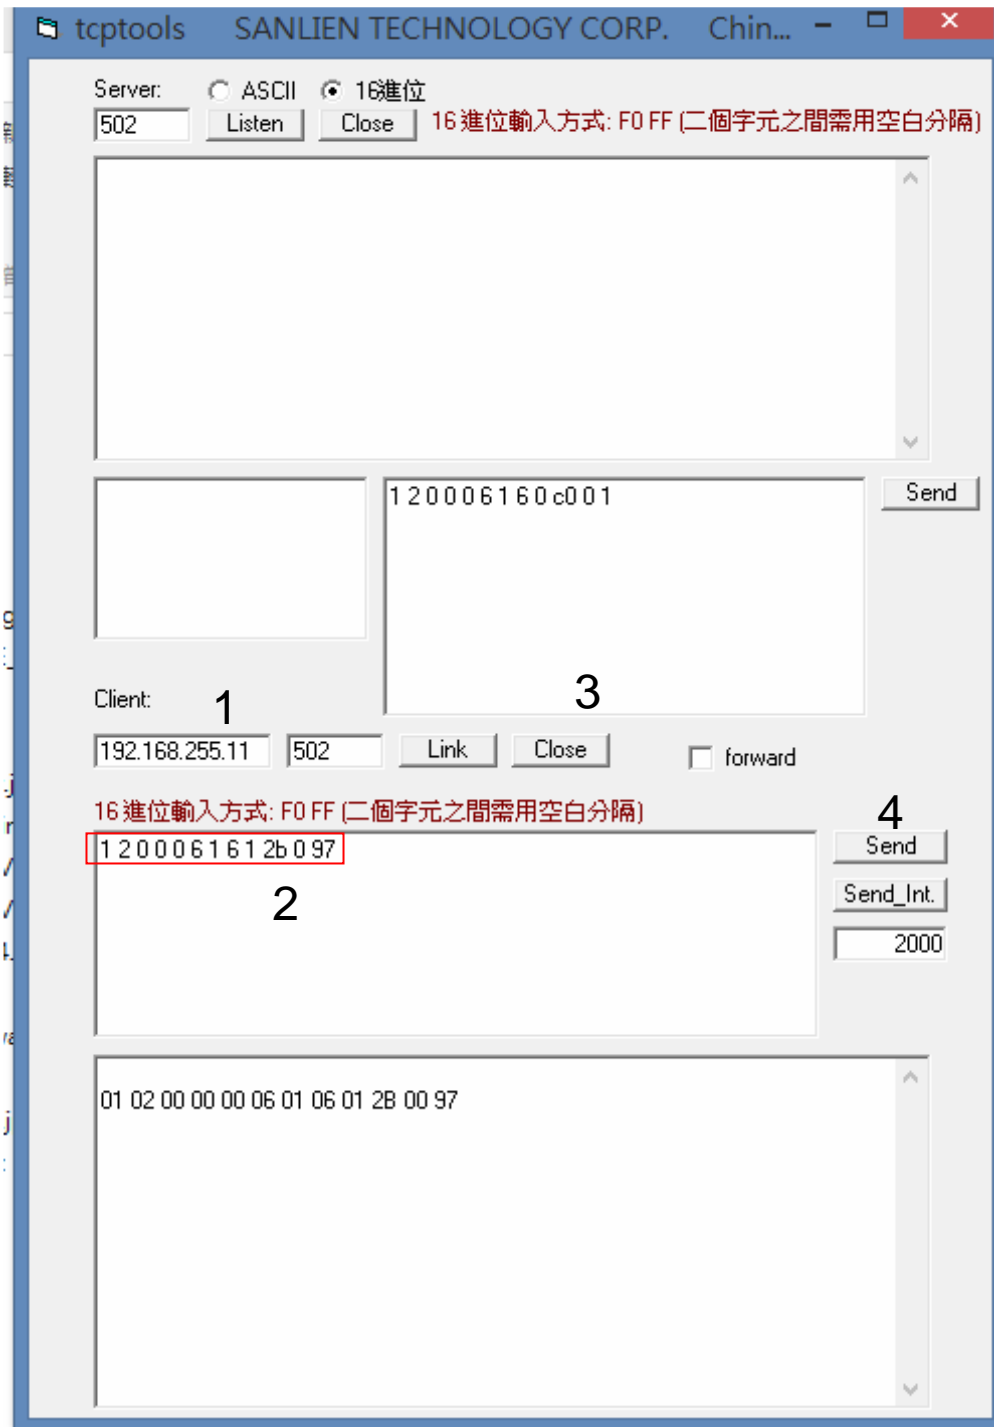 tcptools SANLIEN TECHNOLOGY CORP. Chin...
Server: ASCII 16進位
502 Listen Close 16進位輸入方式: F0 FF (二個字元之間需用空白分隔)
1 2 0 0 0 6 1 6 0 c 0 0 1 Send
Client: 1 3
192.168.255.11 502 Link Close forward
16進位輸入方式: F0 FF (二個字元之間需用空白分隔)
4
1 2 0 0 0 6 1 6 1 2b 0 97 Send
2 Send_Int.
2000
01 02 00 00 00 06 01 06 01 2B 00 97